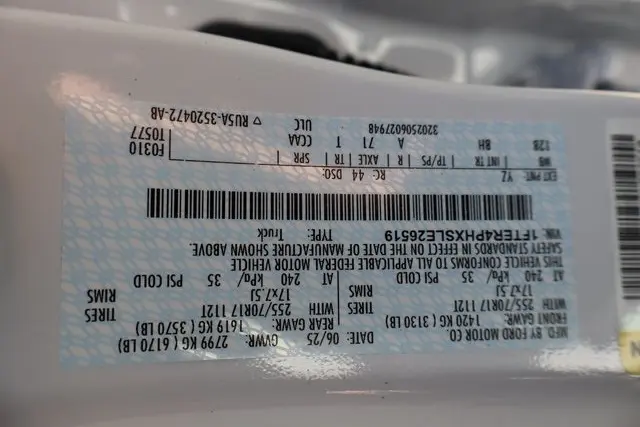 MFD. BY FORD MOTOR CO
DATE: 06/25 GVWR: 2799 KG ( 6170 LB)
FRONT GAWR: 1420 KG ( 3130 LB) REAR GAWR: 1619 KG ( 3570 LB)
WITH 255/70R17 112T TIRES WITH 255/70R17 112T TIRES
17x7.5J RIMS 17x7.5J RIMS
AT 240 kPa/ 35 PSI COLD AT 240 kPa/ 35 PSI COLD
THIS VEHICLE CONFORMS TO ALL APPLICABLE FEDERAL MOTOR VEHICLE
SAFETY STANDARDS IN EFFECT ON THE DATE OF MANUFACTURE SHOWN ABOVE.
VIN: 1FTER4PHXSLE26519 TYPE: Truck
EXT PNT: YZ RC: 44 DSO: F0310
WB INT TR TP/PS R AXLE TR SPR T0577
128 BH A 71 T CCAA
320250602794B ULC
▽ RU5A-3520472-AB
N